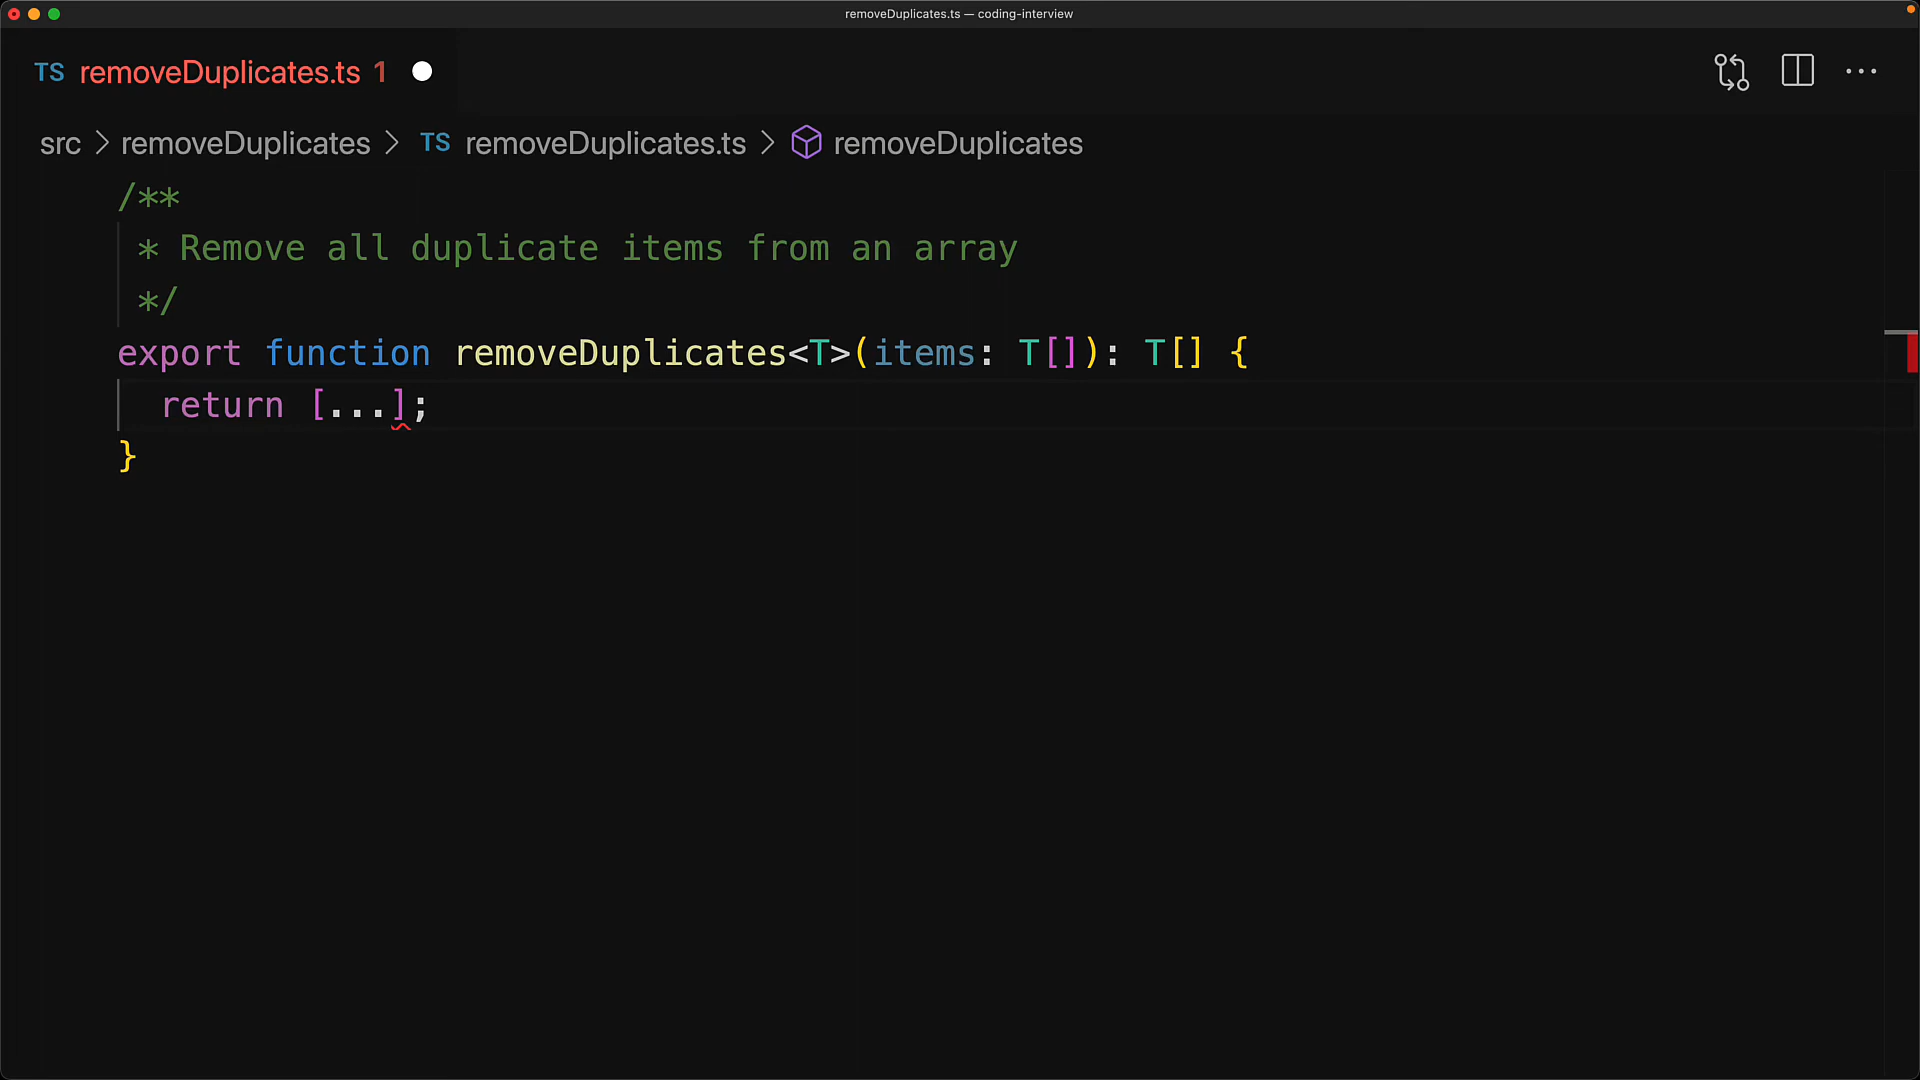 removeDuplicates.ts — coding-interview
TS removeDuplicates.ts 1
src > removeDuplicates > TS removeDuplicates.ts > removeDuplicates
/**
 * Remove all duplicate items from an array
 */
export function removeDuplicates<T>(items: T[]): T[] {
  return [...];
}